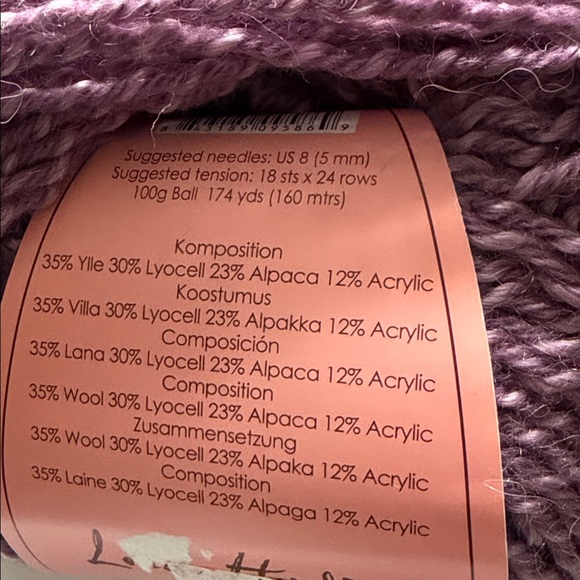 Suggested needles: US 8 (5 mm)
Suggested tension: 18 sts x 24 rows
100g Ball 174 yds (160 mtrs)
Komposition
35% Ylle 30% Lyocell 23% Alpaca 12% Acrylic
Koostumus
35% Villa 30% Lyocell 23% Alpakka 12% Acrylic
Composición
35% Lana 30% Lyocell 23% Alpaca 12% Acrylic
Composition
35% Wool 30% Lyocell 23% Alpaca 12% Acrylic
Zusammensetzung
35% Wool 30% Lyocell 23% Alpaka 12% Acrylic
Composition
35% Laine 30% Lyocell 23% Alpaga 12% Acrylic